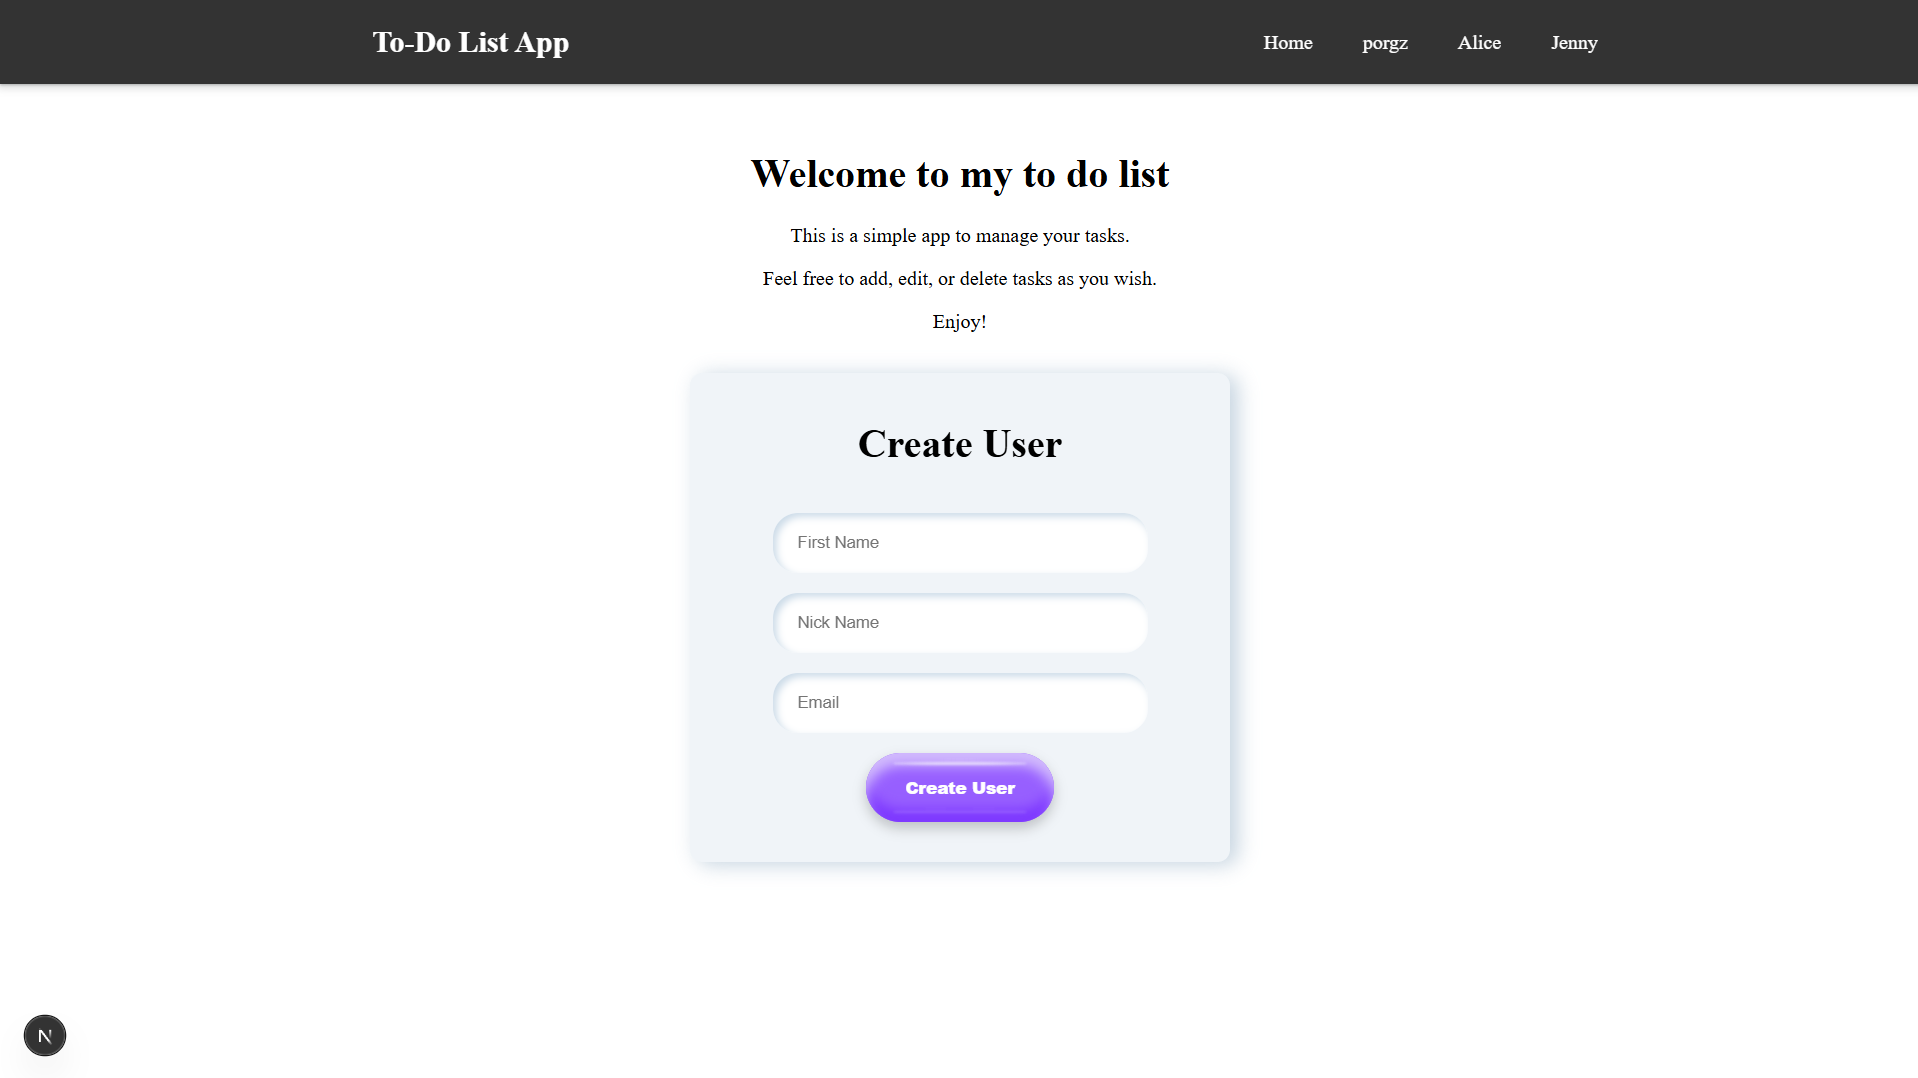 To-Do List App
Home porgz Alice Jenny
Welcome to my to do list
This is a simple app to manage your tasks.
Feel free to add, edit, or delete tasks as you wish.
Enjoy!
Create User
First Name
Nick Name
Email
Create User
N